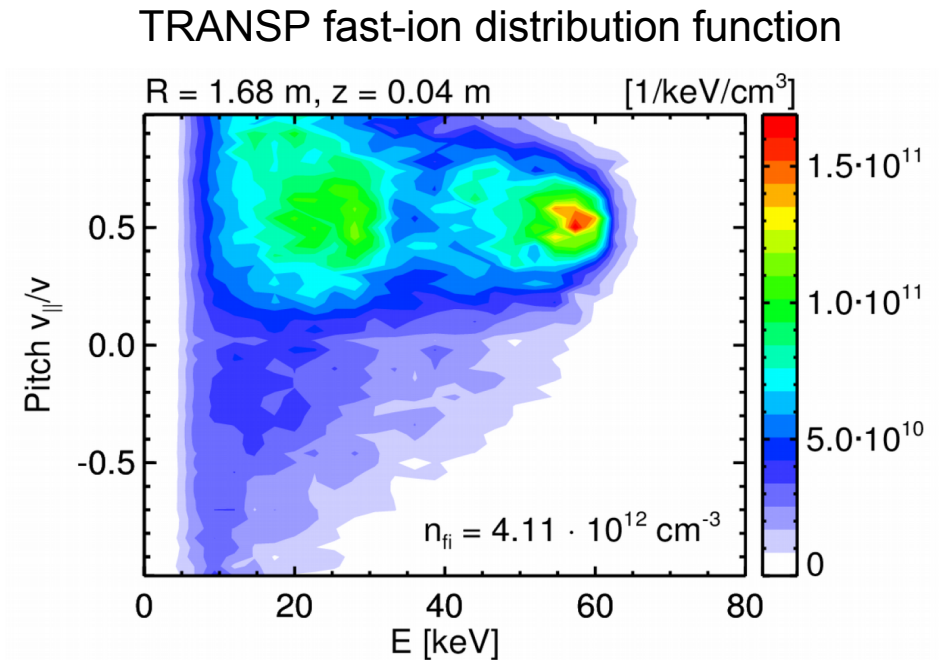 TRANSP fast-ion distribution function
R = 1.68 m, z = 0.04 m [1/keV/cm³]
1.5·10¹¹
0.5
1.0·10¹¹
0.0
Pitch v||/v
5.0·10¹⁰
-0.5
n_fi = 4.11 · 10¹² cm⁻³
0
0 20 40 60 80
E [keV]